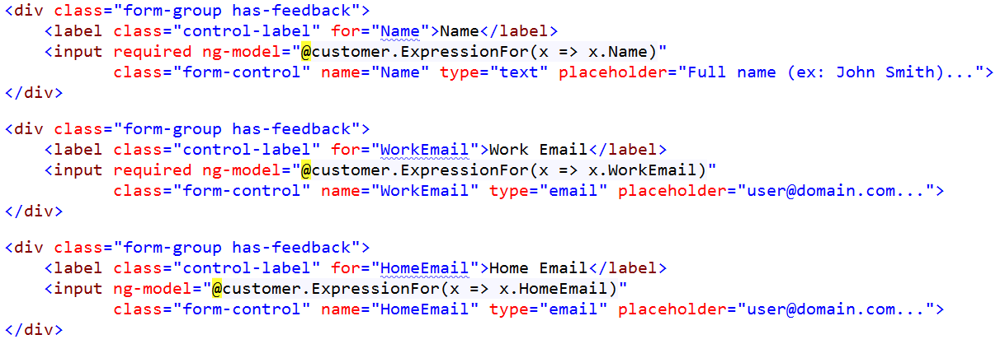 <div class="form-group has-feedback">
    <label class="control-label" for="Name">Name</label>
    <input required ng-model="@customer.ExpressionFor(x => x.Name)"
           class="form-control" name="Name" type="text" placeholder="Full name (ex: John Smith)...">
</div>

<div class="form-group has-feedback">
    <label class="control-label" for="WorkEmail">Work Email</label>
    <input required ng-model="@customer.ExpressionFor(x => x.WorkEmail)"
           class="form-control" name="WorkEmail" type="email" placeholder="user@domain.com...">
</div>

<div class="form-group has-feedback">
    <label class="control-label" for="HomeEmail">Home Email</label>
    <input ng-model="@customer.ExpressionFor(x => x.HomeEmail)"
           class="form-control" name="HomeEmail" type="email" placeholder="user@domain.com...">
</div>